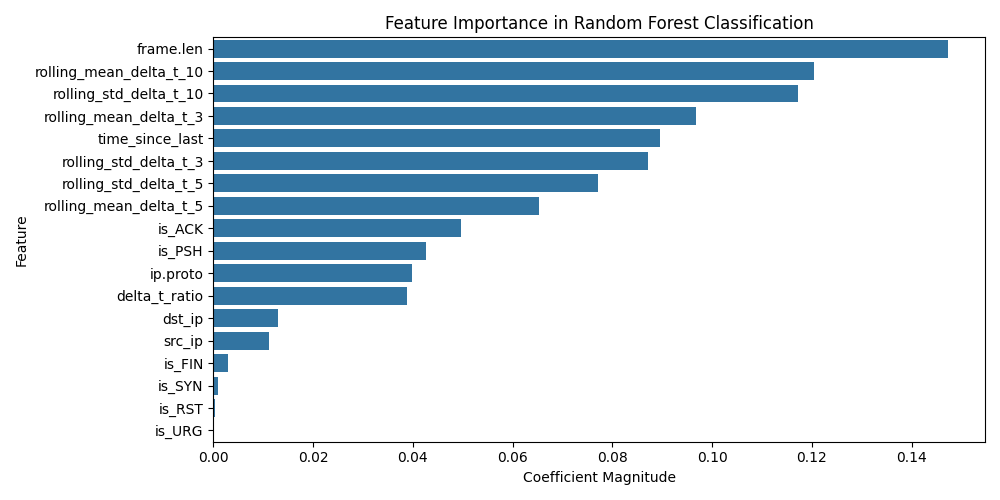 Feature Importance in Random Forest Classification
frame.len
rolling_mean_delta_t_10
rolling_std_delta_t_10
rolling_mean_delta_t_3
time_since_last
rolling_std_delta_t_3
rolling_std_delta_t_5
rolling_mean_delta_t_5
is_ACK
is_PSH
ip.proto
delta_t_ratio
dst_ip
src_ip
is_FIN
is_SYN
is_RST
is_URG
Feature
0.00 0.02 0.04 0.06 0.08 0.10 0.12 0.14
Coefficient Magnitude